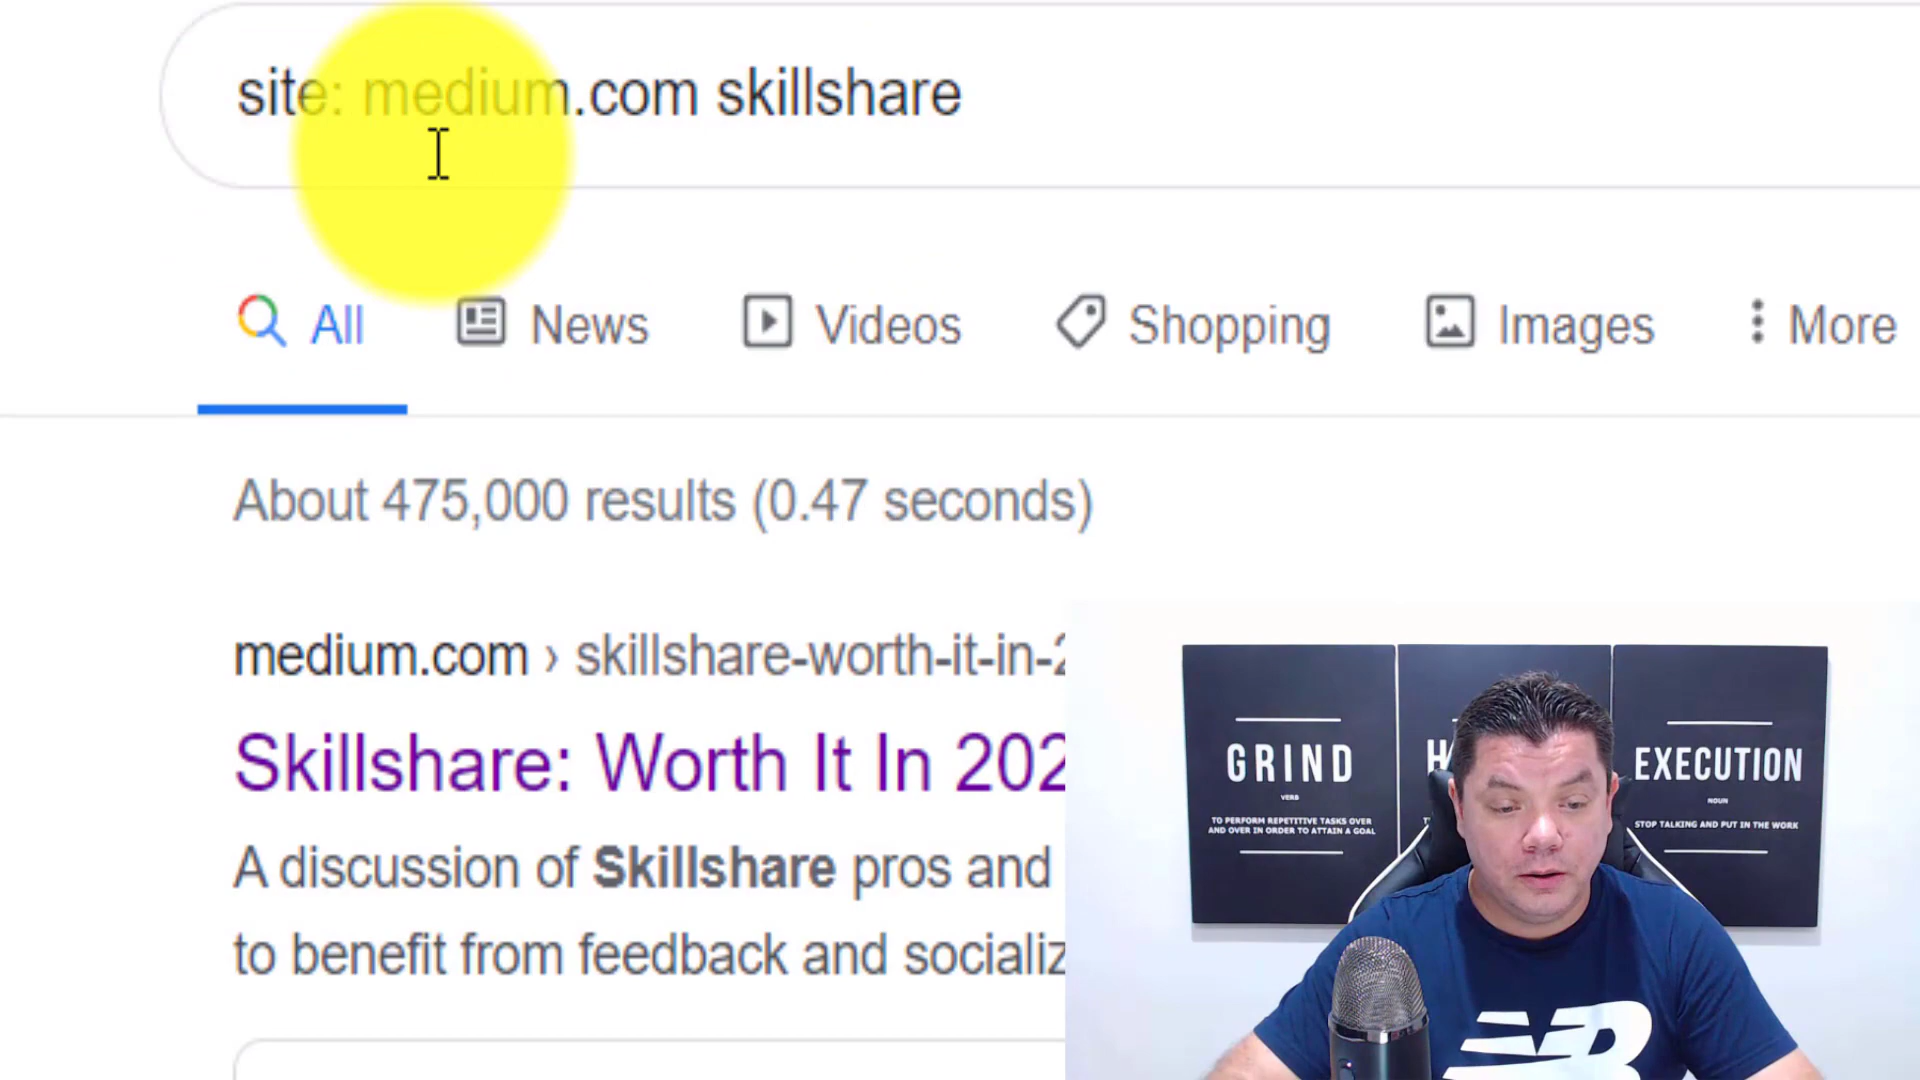 site: medium.com skillshare
All News Videos Shopping Images More
About 475,000 results (0.47 seconds)
medium.com › skillshare-worth-it-in-
Skillshare: Worth It In 202
A discussion of Skillshare pros and
to benefit from feedback and socializ
GRIND
VERB
TO PERFORM REPETITIVE TASKS OVER
AND OVER IN ORDER TO ATTAIN A GOAL
H
EXECUTION
NOUN
STOP TALKING AND PUT IN THE WORK